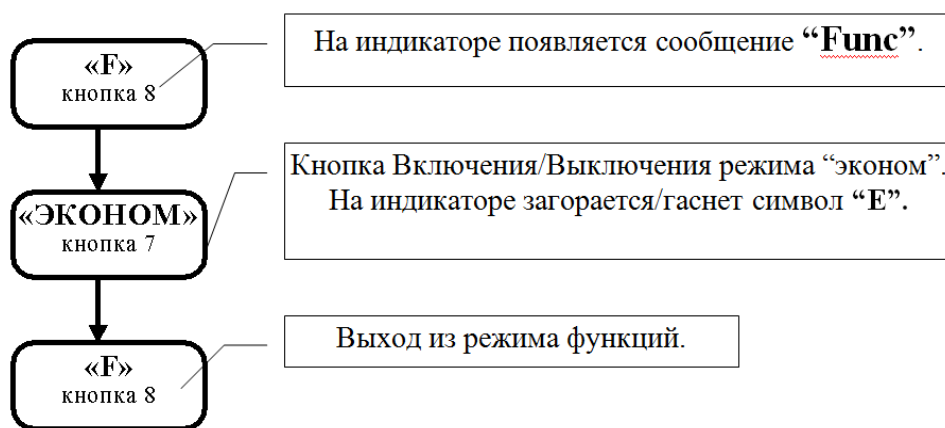 «F»
кнопка 8
На индикаторе появляется сообщение “Func”.
«ЭКОНОМ»
кнопка 7
Кнопка Включения/Выключения режима “эконом”.
На индикаторе загорается/гаснет символ “Е”.
«F»
кнопка 8
Выход из режима функций.